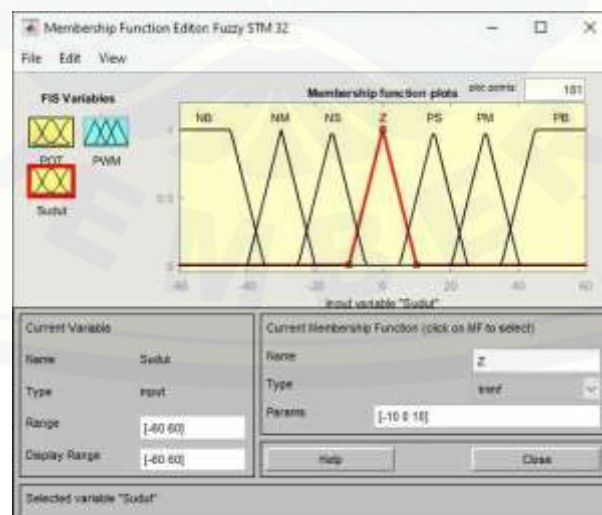 Membership Function Editor: Fuzzy STM 32
File Edit View
FIS Variables
POT PWM
Sudut
Membership function plots
plot points:
181
NB NM NS Z PS PM PB
1
0.5
0
-60 -40 -20 0 20 40 60
input variable "Sudut"
Current Variable
Name Sudut
Type input
Range [-60 60]
Display Range [-60 60]
Current Membership Function (click on MF to select)
Name Z
Type trimf
Params [-10 0 10]
Help Close
Selected variable "Sudut"